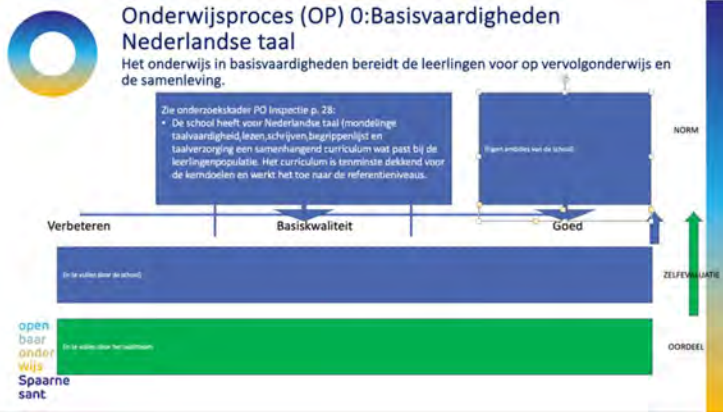 Onderwijsproces (OP) 0:Basisvaardigheden
Nederlandse taal
Het onderwijs in basisvaardigheden bereidt de leerlingen voor op vervolgonderwijs en
de samenleving.
Zie onderzoekskader PO Inspectie p. 28:
• De school heeft voor Nederlandse taal (mondelinge
taalvaardigheid,lezen,schrijven,begrippenlijst en
taalverzorging een samenhangend curriculum wat past bij de
leerlingenpopulatie. Het curriculum is tenminste dekkend voor
de kerndoelen en werkt het toe naar de referentieniveaus.
(Eigen ambities van de school)
NORM
Verbeteren
Basiskwaliteit
Goed
(In te vullen door de school)
ZELFEVALUATIE
(In te vullen door het
OORDEEL
open
baar
onder
wijs
Spaarne
sant